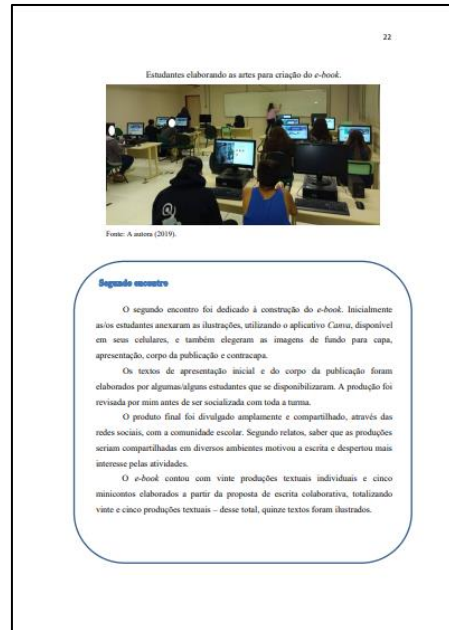 22
Estudantes elaborando as artes para criação do e-book.
Fonte: A autora (2019).
Segundo encontro
O segundo encontro foi dedicado à construção do e-book. Inicialmente
as/os estudantes anexaram as ilustrações, utilizando o aplicativo Canva, disponível
em seus celulares, e também elegeram as imagens de fundo para capa,
apresentação, corpo da publicação e contracapa.
Os textos de apresentação inicial e do corpo da publicação foram
elaborados por algumas/alguns estudantes que se disponibilizaram. A produção foi
revisada por mim antes de ser socializada com toda a turma.
O produto final foi divulgado amplamente e compartilhado, através das
redes sociais, com a comunidade escolar. Segundo relatos, saber que as produções
seriam compartilhadas em diversos ambientes motivou a escrita e despertou mais
interesse pelas atividades.
O e-book contou com vinte produções textuais individuais e cinco
minicontos elaborados a partir da proposta de escrita colaborativa, totalizando
vinte e cinco produções textuais – desse total, quinze textos foram ilustrados.